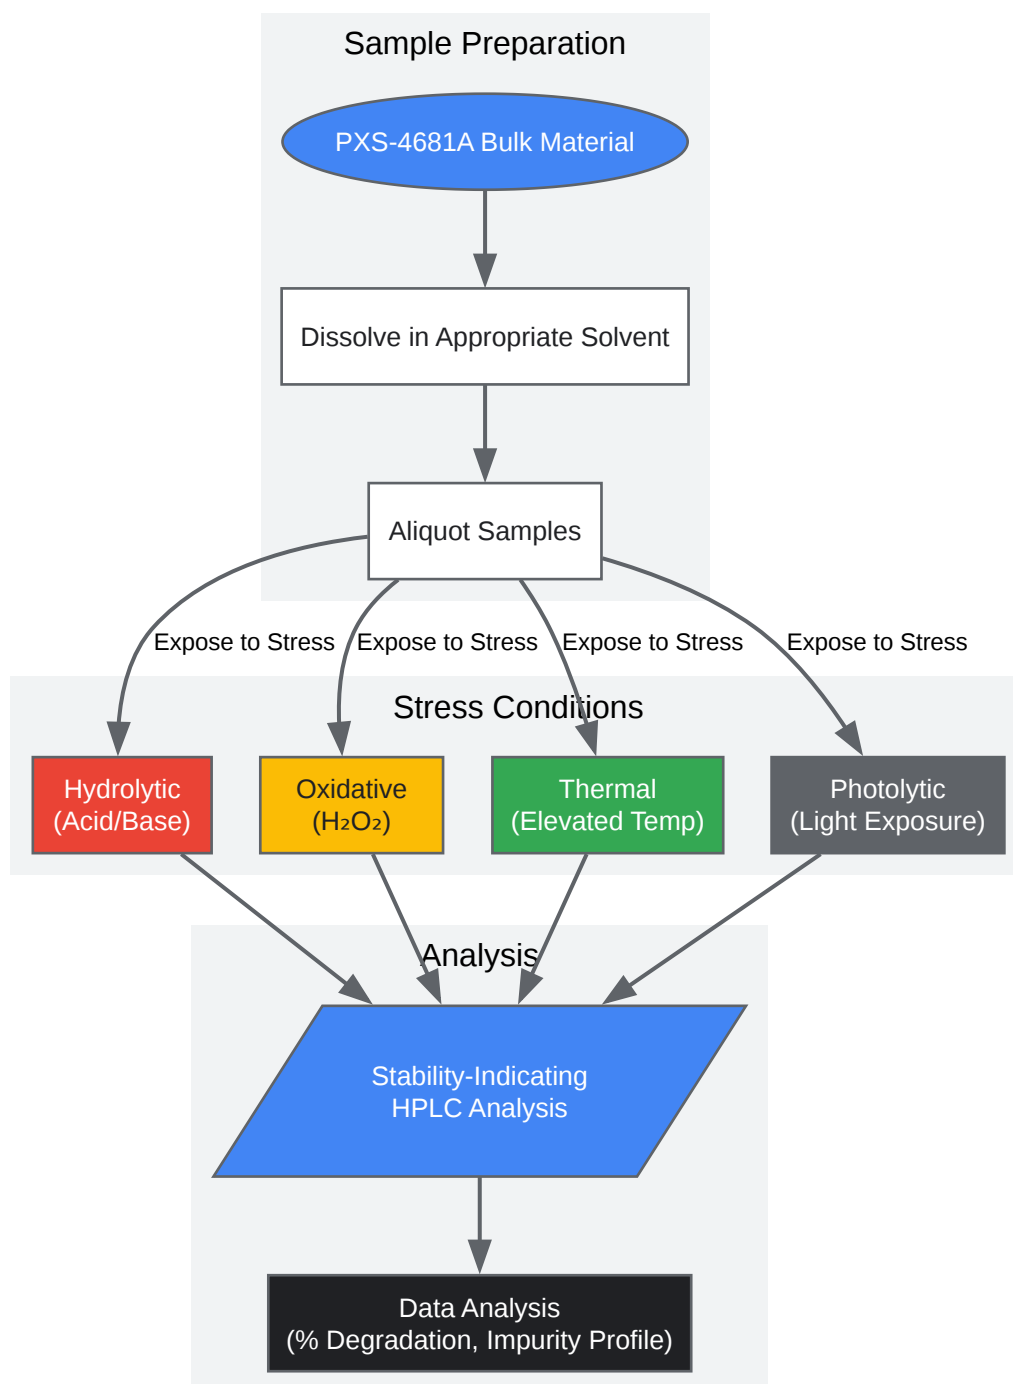 Sample Preparation
PXS-4681A Bulk Material
Dissolve in Appropriate Solvent
Aliquot Samples
Expose to Stress
Expose to Stress
Expose to Stress
Expose to Stress
Stress Conditions
Hydrolytic
(Acid/Base)
Oxidative
(H₂O₂)
Thermal
(Elevated Temp)
Photolytic
(Light Exposure)
Analysis
Stability-Indicating
HPLC Analysis
Data Analysis
(% Degradation, Impurity Profile)